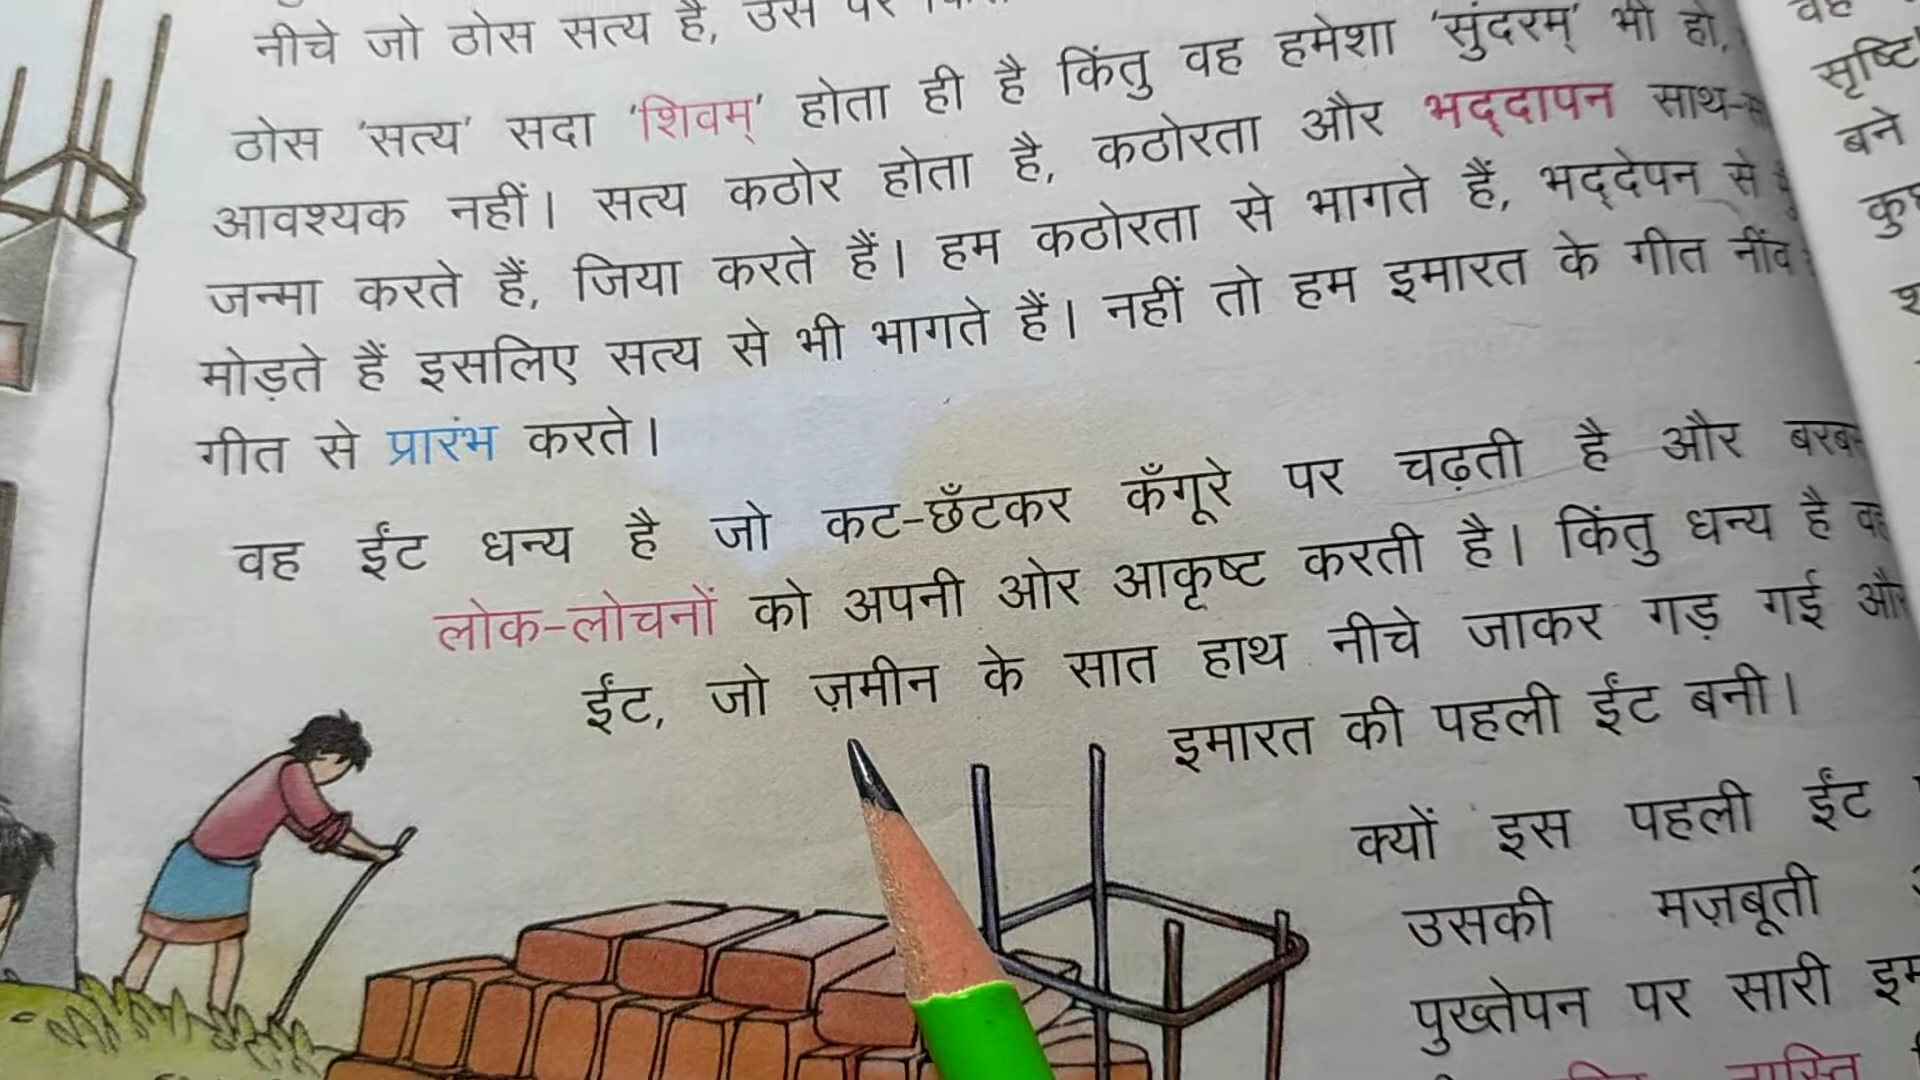 नीचे जो ठोस सत्य है, उस पर
ठोस 'सत्य' सदा 'शिवम्' होता ही है किंतु वह हमेशा 'सुंदरम्' भी हो,
आवश्यक नहीं। सत्य कठोर होता है, कठोरता और भद्दापन साथ-
जन्मा करते हैं, जिया करते हैं। हम कठोरता से भागते हैं, भद्देपन से
मोड़ते हैं इसलिए सत्य से भी भागते हैं। नहीं तो हम इमारत के गीत नींव
गीत से प्रारंभ करते।
वह ईंट धन्य है जो कट-छँटकर कँगूरे पर चढ़ती है और
लोक-लोचनों को अपनी ओर आकृष्ट करती है। किंतु धन्य है वह
ईंट, जो ज़मीन के सात हाथ नीचे जाकर गड़ गई और
इमारत की पहली ईंट बनी।
क्यों इस पहली ईंट
उसकी मज़बूती
पुख्तेपन पर सारी
वह
सृष्टि
बने